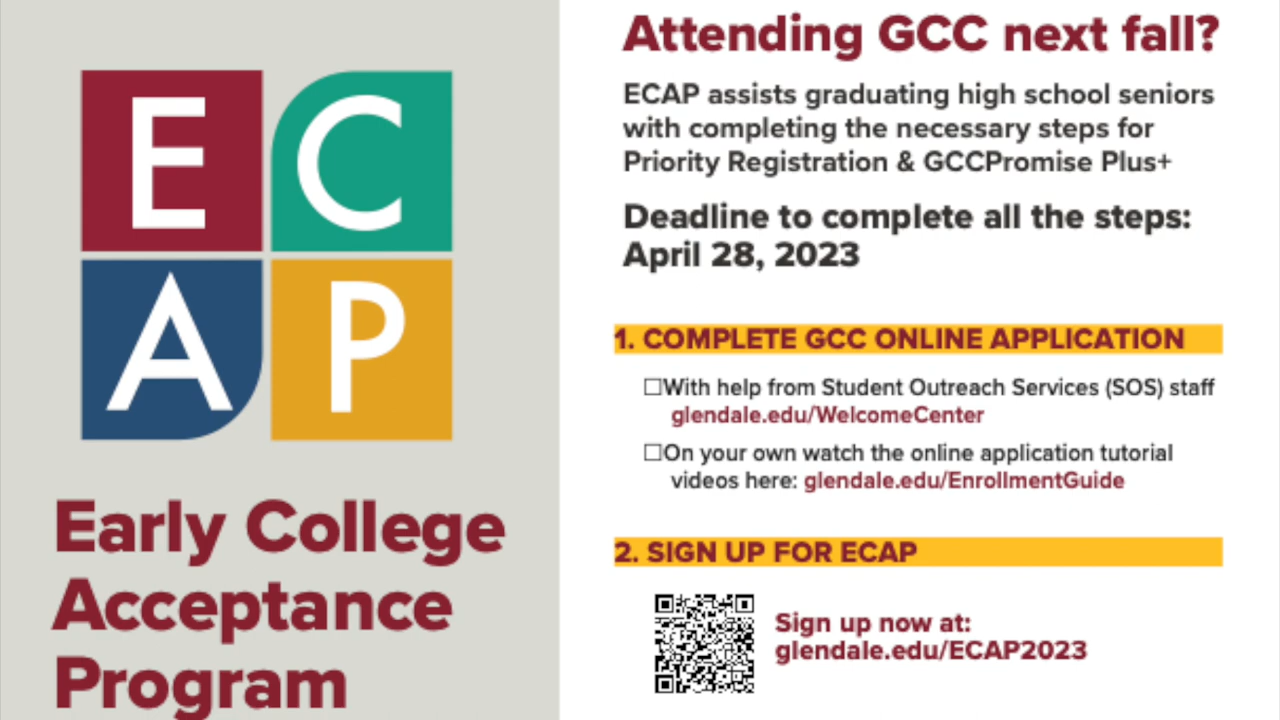 E C
A P
Early College
Acceptance
Program
Attending GCC next fall?
ECAP assists graduating high school seniors
with completing the necessary steps for
Priority Registration & GCCPromise Plus+
Deadline to complete all the steps:
April 28, 2023
1. COMPLETE GCC ONLINE APPLICATION
☐With help from Student Outreach Services (SOS) staff
glendale.edu/WelcomeCenter
☐On your own watch the online application tutorial
videos here: glendale.edu/EnrollmentGuide
2. SIGN UP FOR ECAP
Sign up now at:
glendale.edu/ECAP2023